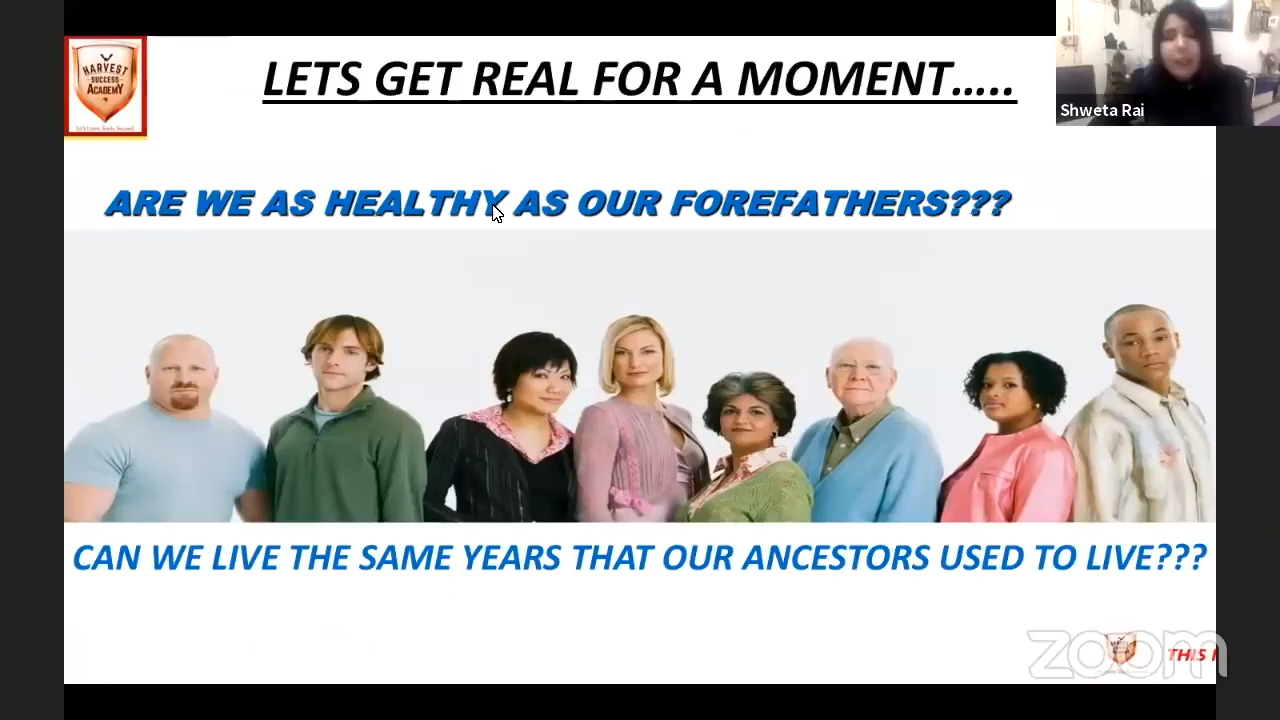 LETS GET REAL FOR A MOMENT…..
HARVEST
SUCCESS
ACADEMY
Shweta Rai
ARE WE AS HEALTHY AS OUR FOREFATHERS???
CAN WE LIVE THE SAME YEARS THAT OUR ANCESTORS USED TO LIVE???
zoom
THIS